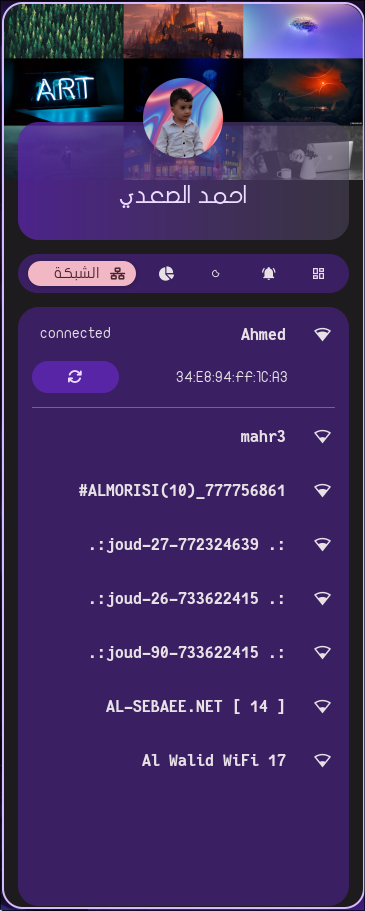 ART
احمد الصعدي
الشبكة
connected
Ahmed
34:E8:94:FF:1C:A3
mahr3
#ALMORISI(10)_777756861
.:joud-27-772324639 .:
.:joud-26-733622415 .:
.:joud-90-733622415 .:
AL-SEBAEE.NET [ 14 ]
Al Walid WiFi 17